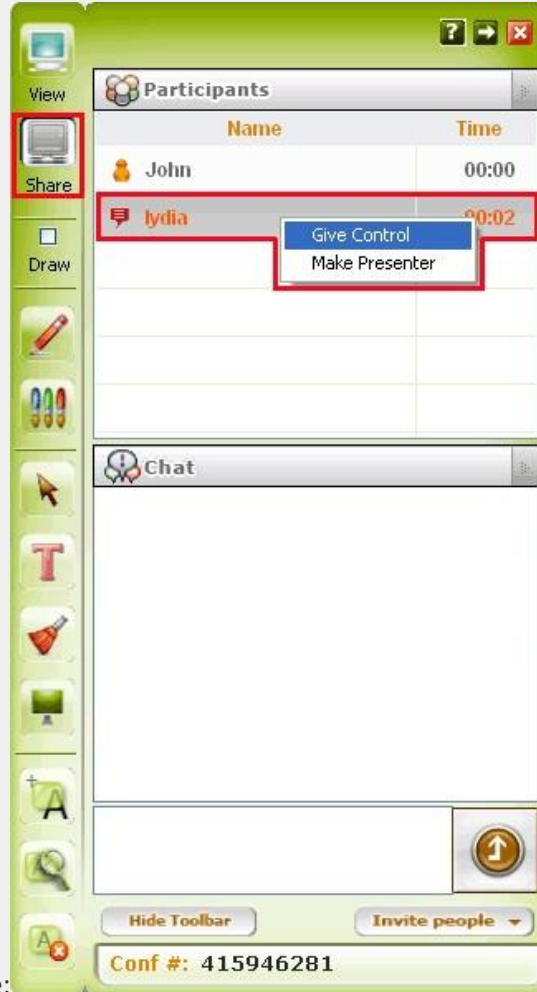 ?
View
Participants
Name Time
John 00:00
Share
lydia 00:02
Give Control
Draw
Make Presenter
Chat
T
A
Hide Toolbar Invite people
A
Conf #: 415946281